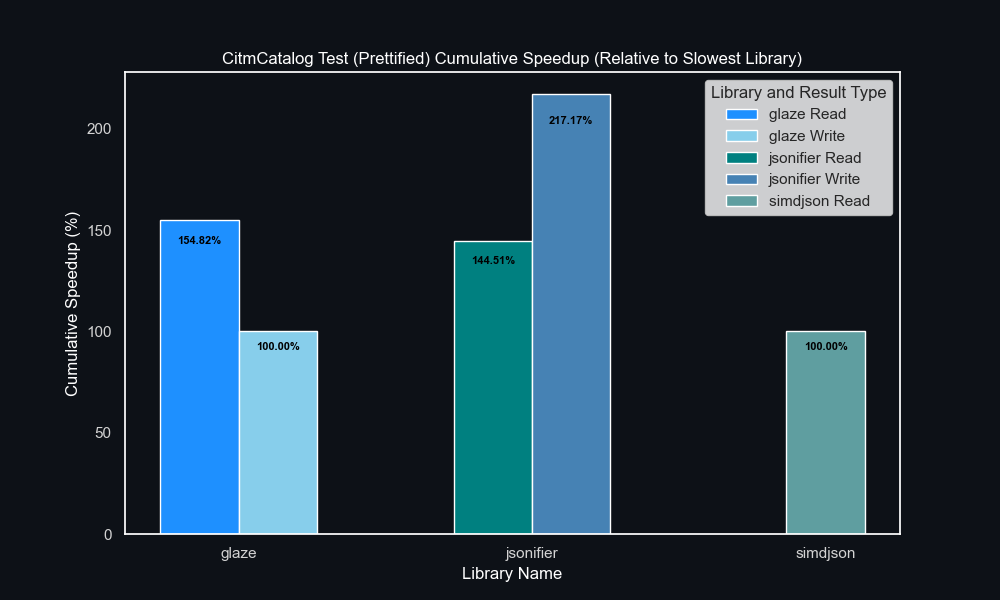 CitmCatalog Test (Prettified) Cumulative Speedup (Relative to Slowest Library)
Library and Result Type
glaze Read
glaze Write
jsonifier Read
jsonifier Write
simdjson Read
Cumulative Speedup (%)
200
150
100
50
0
154.82%
100.00%
144.51%
217.17%
100.00%
glaze
jsonifier
simdjson
Library Name